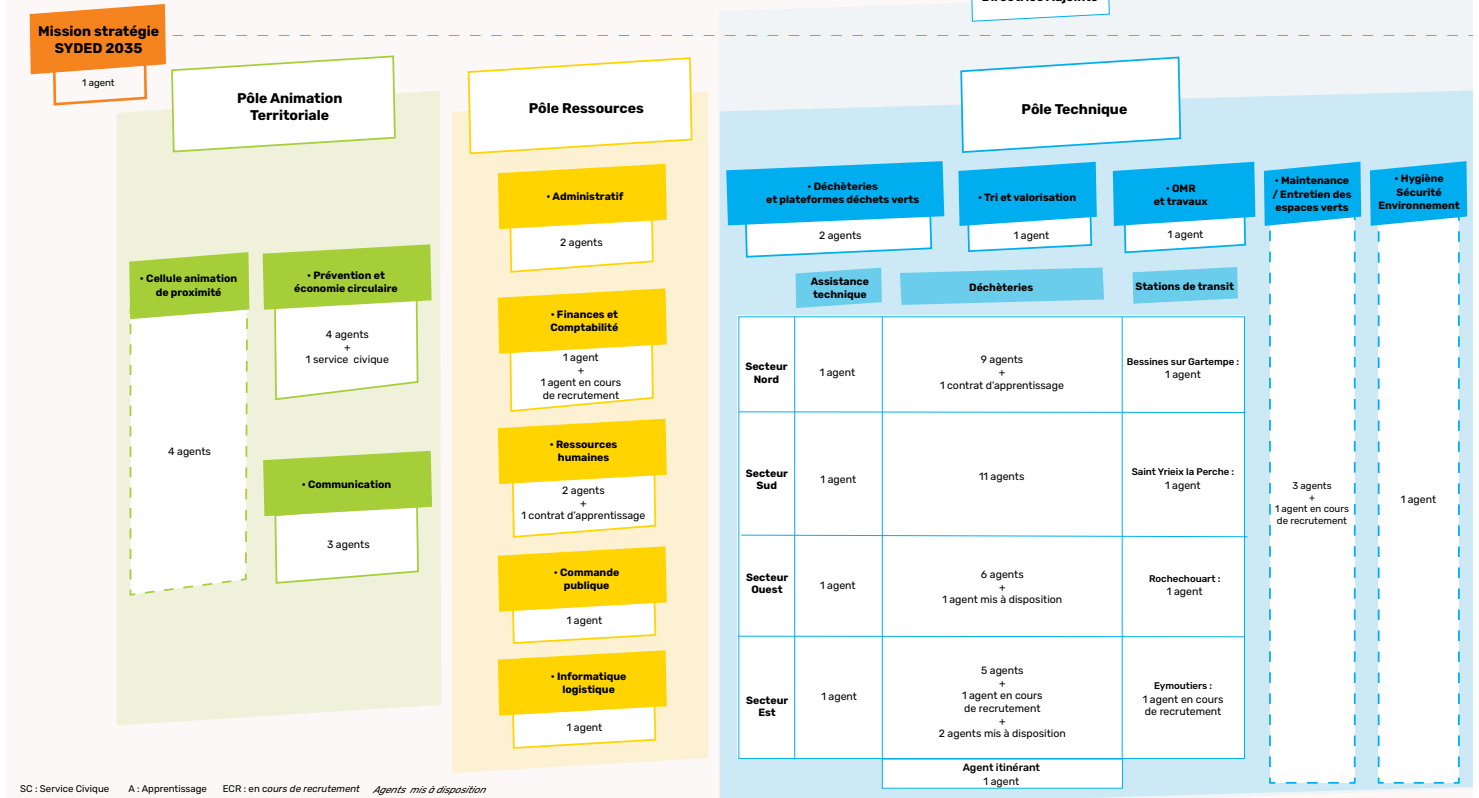 Directrice Adjointe
Mission stratégie
SYDED 2035
1 agent
Pôle Animation
Territoriale
• Cellule animation
de proximité
4 agents
• Prévention et
économie circulaire
4 agents
+
1 service civique
• Communication
3 agents
Pôle Ressources
• Administratif
2 agents
• Finances et
Comptabilité
1 agent
+
1 agent en cours
de recrutement
• Ressources
humaines
2 agents
+
1 contrat d'apprentissage
• Commande
publique
1 agent
• Informatique
logistique
1 agent
Pôle Technique
• Déchèteries
et plateformes déchets verts
2 agents
• Tri et valorisation
1 agent
• OMR
et travaux
1 agent
• Maintenance
/ Entretien des
espaces verts
3 agents
+
1 agent en cours
de recrutement
• Hygiène
Sécurité
Environnement
1 agent
Assistance
technique
Déchèteries
Stations de transit
Secteur
Nord
1 agent
9 agents
+
1 contrat d'apprentissage
Bessines sur Gartempe :
1 agent
Secteur
Sud
1 agent
11 agents
Saint Yrieix la Perche :
1 agent
Secteur
Ouest
1 agent
6 agents
+
1 agent mis à disposition
Rochechouart :
1 agent
Secteur
Est
1 agent
5 agents
+
1 agent en cours
de recrutement
+
2 agents mis à disposition
Eymoutiers :
1 agent en cours
de recrutement
Agent itinérant
1 agent
SC : Service Civique A : Apprentissage ECR : en cours de recrutement Agents mis à disposition